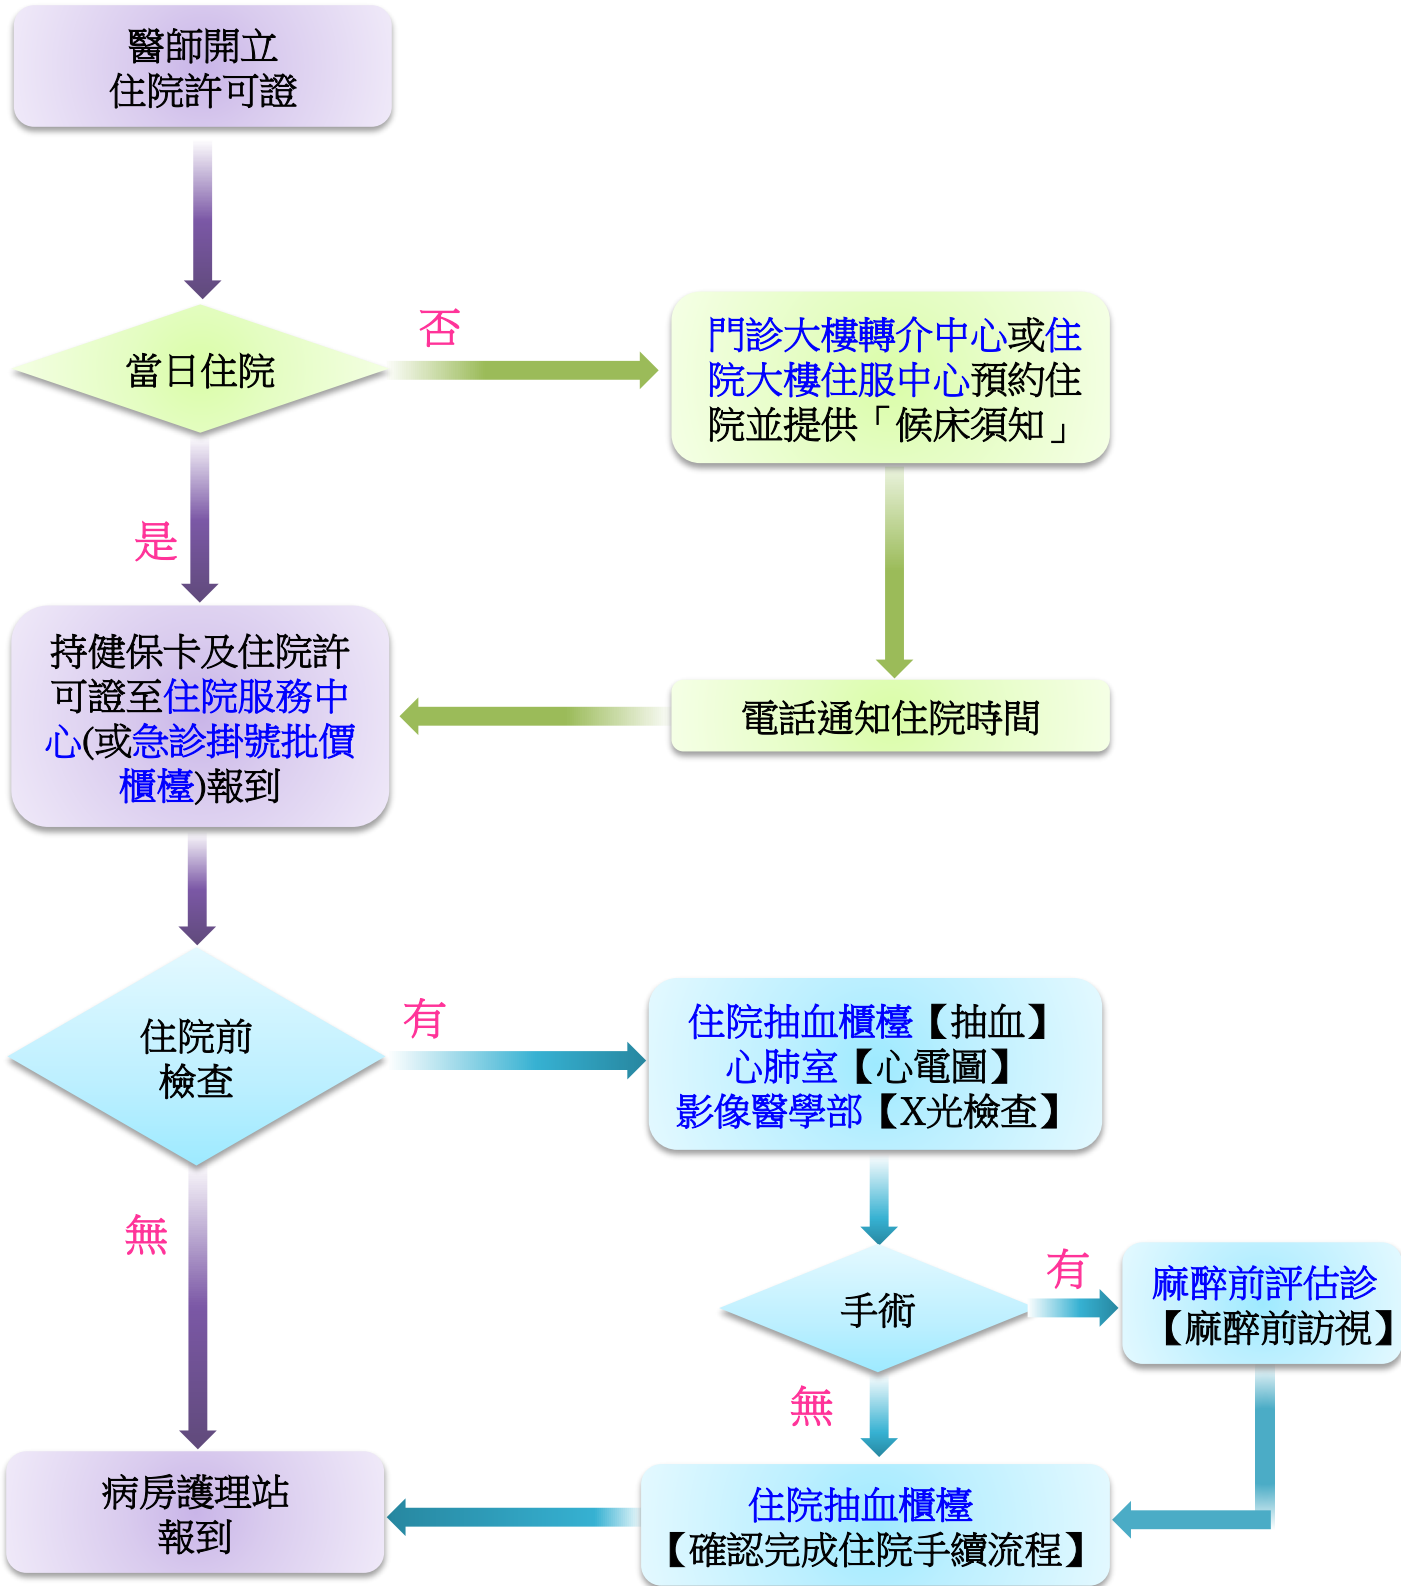 醫師開立
住院許可證
當日住院
否
門診大樓轉介中心或住
院大樓住服中心預約住
院並提供「候床須知」
是
持健保卡及住院許
可證至住院服務中
心(或急診掛號批價
櫃檯)報到
電話通知住院時間
住院前
檢查
有
住院抽血櫃檯【抽血】
心肺室【心電圖】
影像醫學部【X光檢查】
無
手術
有
麻醉前評估診
【麻醉前訪視】
無
住院抽血櫃檯
【確認完成住院手續流程】
病房護理站
報到